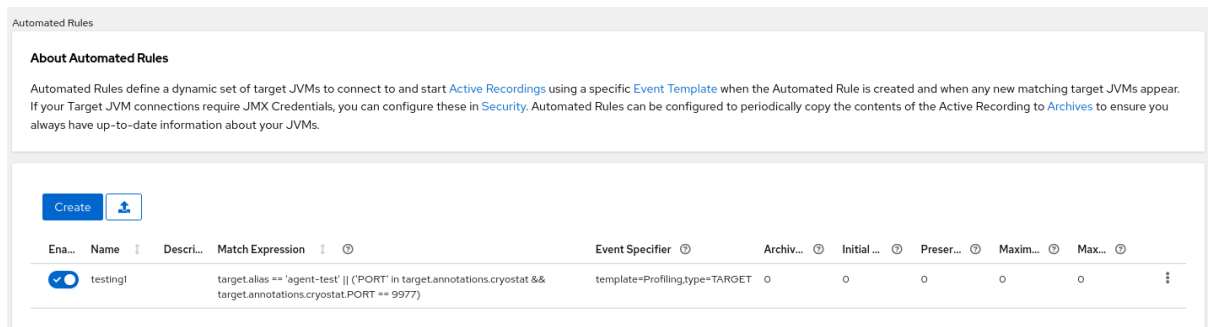 Automated Rules
About Automated Rules
Automated Rules define a dynamic set of target JVMs to connect to and start Active Recordings using a specific Event Template when the Automated Rule is created and when any new matching target JVMs appear.
If your Target JVM connections require JMX Credentials, you can configure these in Security. Automated Rules can be configured to periodically copy the contents of the Active Recording to Archives to ensure you
always have up-to-date information about your JVMs.
Create
Ena... Name Descri... Match Expression Event Specifier Archiv... Initial ... Preser... Maxim... Max...
testing1 target.alias == 'agent-test' || ('PORT' in target.annotations.cryostat && template=Profiling,type=TARGET 0 0 0 0 0
target.annotations.cryostat.PORT == 9977)